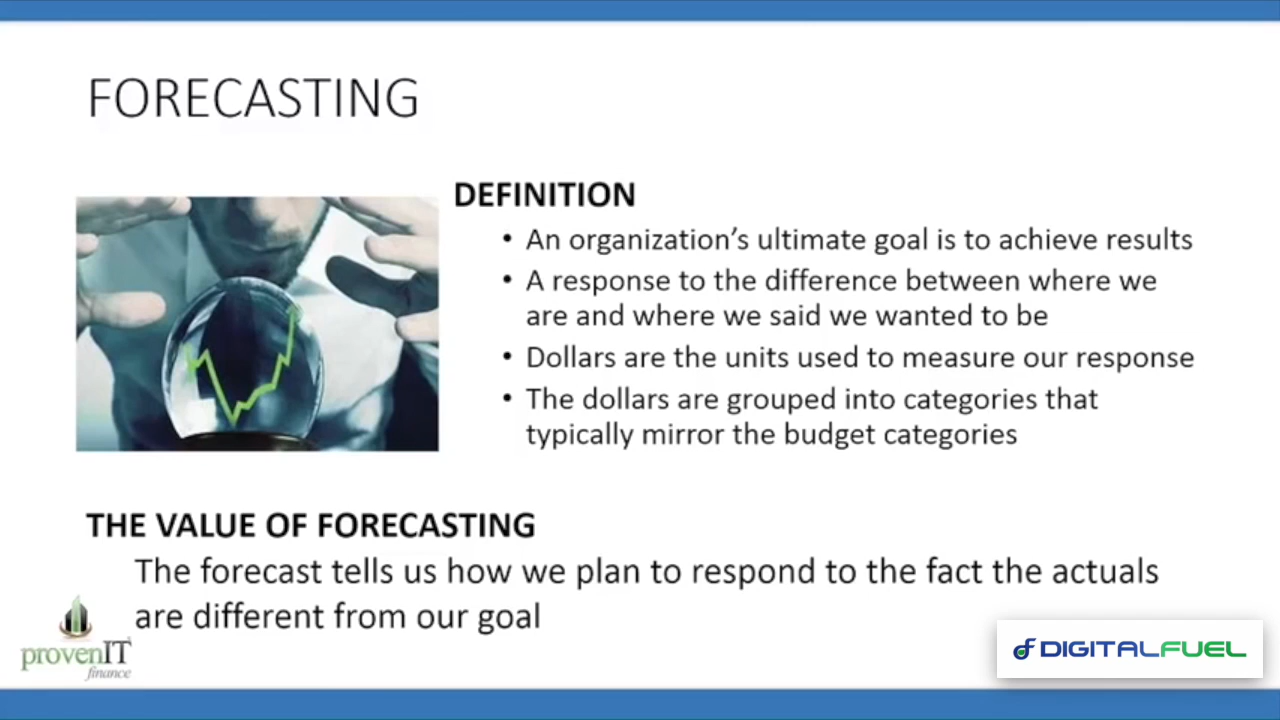 FORECASTING
DEFINITION
• An organization’s ultimate goal is to achieve results
• A response to the difference between where we
are and where we said we wanted to be
• Dollars are the units used to measure our response
• The dollars are grouped into categories that
typically mirror the budget categories
THE VALUE OF FORECASTING
The forecast tells us how we plan to respond to the fact the actuals
are different from our goal
provenIT
finance
DIGITALFUEL